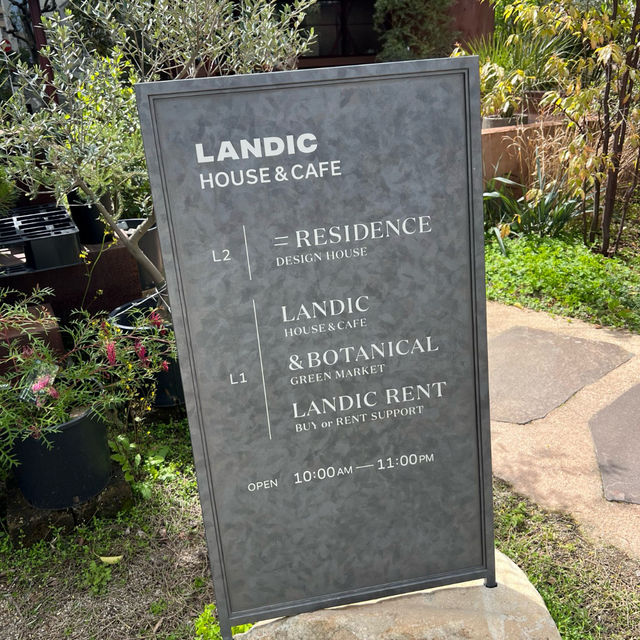 LANDIC
HOUSE & CAFE
L2
= RESIDENCE
DESIGN HOUSE
L1
LANDIC
HOUSE & CAFE
& BOTANICAL
GREEN MARKET
LANDIC RENT
BUY or RENT SUPPORT
OPEN 10:00AM — 11:00PM